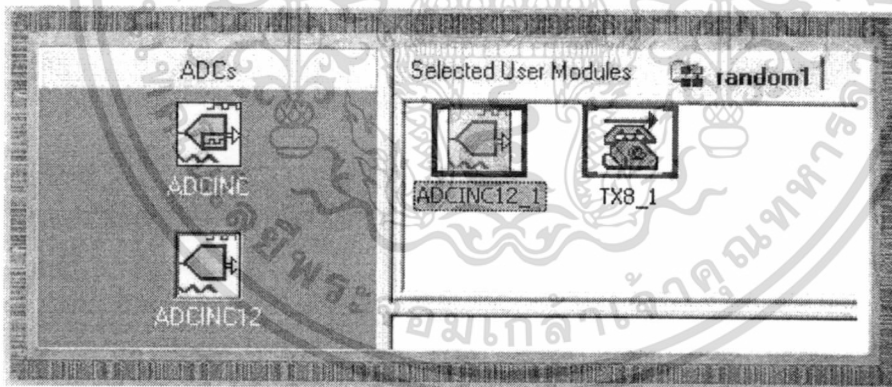 ADCs
ADCINC
ADCINC12
Selected User Modules
random1
ADCINC12_1
TX8_1